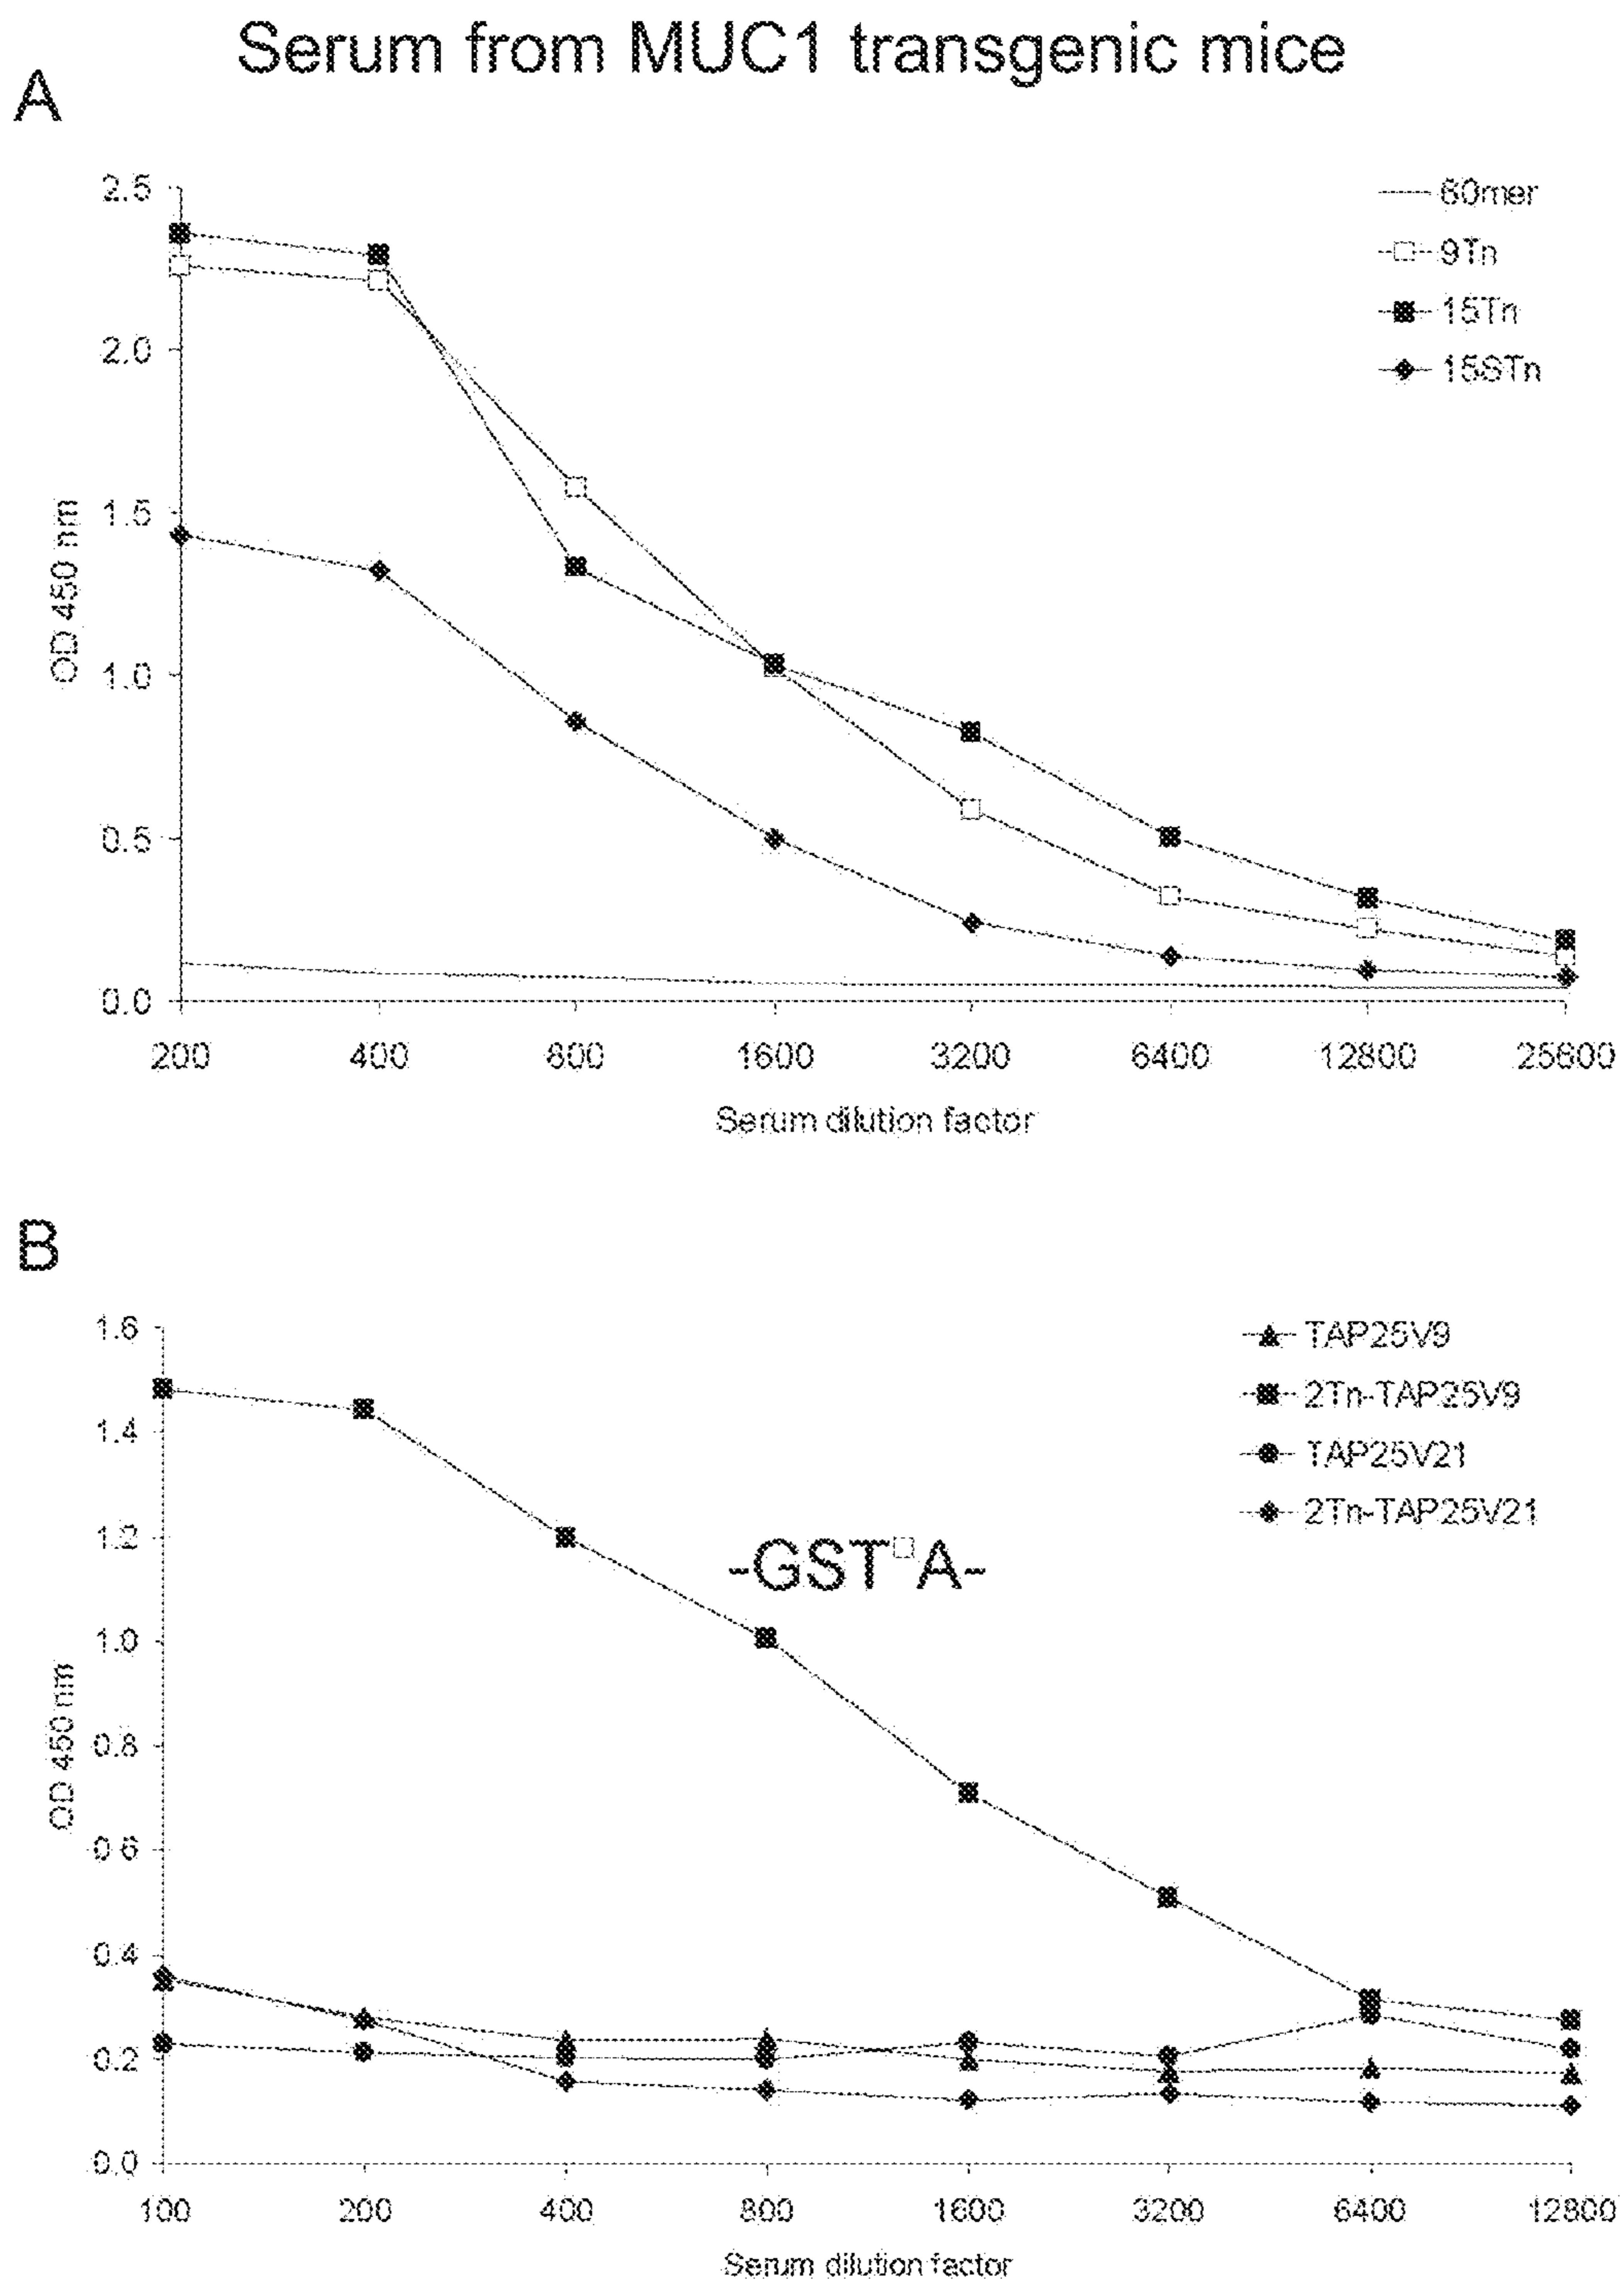 Serum from MUC1 transgenic mice
A
2.5
2.0
1.5
1.0
0.5
0.0
OD 450 nm
60mer
9Tn
15Tn
15STn
200 400 800 1600 3200 6400 12800 25600
Serum dilution factor
B
1.6
1.4
1.2
1.0
0.8
0.6
0.4
0.2
0.0
OD 450 nm
TAP25V9
2Tn-TAP25V9
TAP25V21
2Tn-TAP25V21
-GST□A-
100 200 400 800 1600 3200 6400 12800
Serum dilution factor